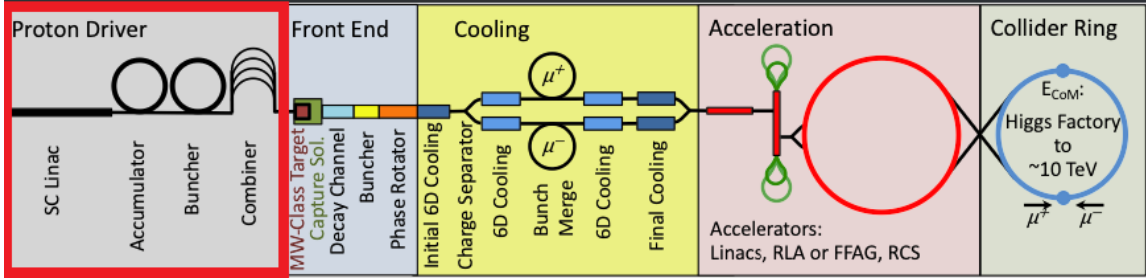 Proton Driver
SC Linac
Accumulator
Buncher
Combiner
Front End
MW-Class Target
Capture Sol.
Decay Channel
Buncher
Phase Rotator
Cooling
Initial 6D Cooling
Charge Separator
μ+
μ−
6D Cooling
Bunch
Merge
6D Cooling
Final Cooling
Acceleration
Accelerators:
Linacs, RLA or FFAG, RCS
Collider Ring
ECoM:
Higgs Factory
to
~10 TeV
μ+ μ−